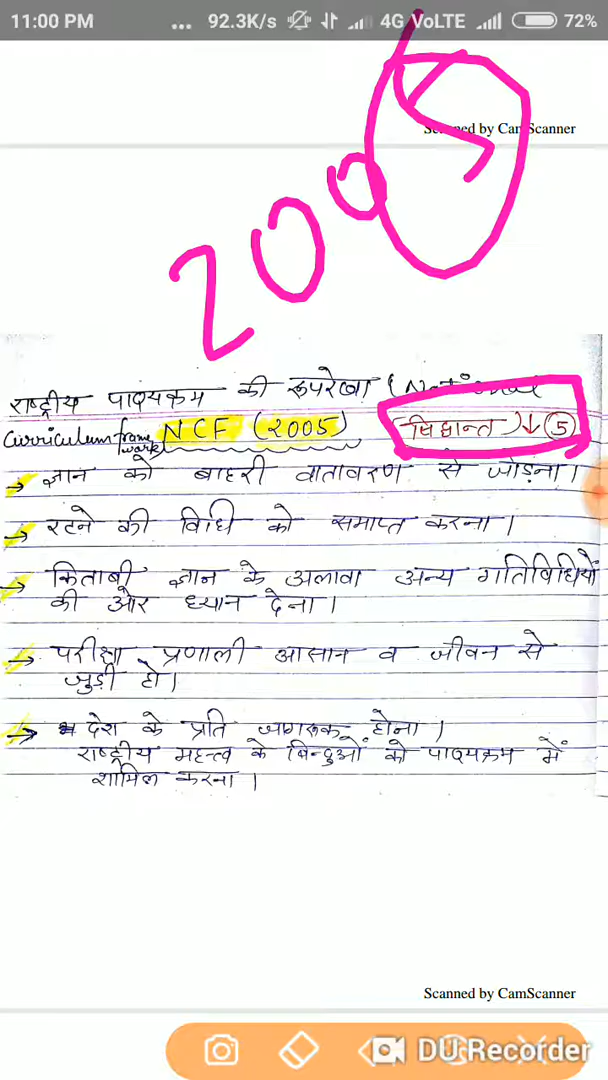 11:00 PM ... 92.3K/s 4G VoLTE 72%
Scanned by CamScanner
2005
राष्ट्रीय पाठ्यक्रम की रूपरेखा (National
Curriculum frame work NCF (2005) सिद्धान्त) ↓ 5
→ ज्ञान को बाहरी वातावरण से जोड़ना।
→ रटने की विधि को समाप्त करना।
→ किताबी ज्ञान के अलावा अन्य गतिविधियों
की ओर ध्यान देना।
→ परीक्षा प्रणाली आसान व जीवन से
जुड़ी हो।
→ देश के प्रति जागरूक होना।
राष्ट्रीय महत्त्व के बिन्दुओं को पाठ्यक्रम में
शामिल करना।
Scanned by CamScanner
DU Recorder